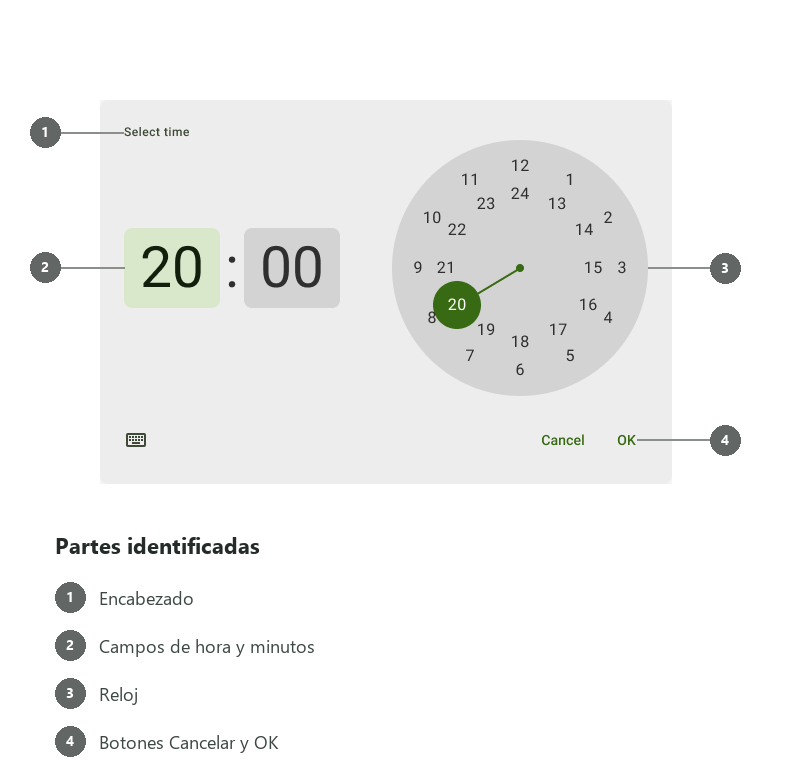 1 Select time
12
11 1
24
23 13
10 2
22 14
2 20 : 00
9 21 15 3 3
20 16
8 4
19 17
18
7 5
6
Cancel OK 4
Partes identificadas
1 Encabezado
2 Campos de hora y minutos
3 Reloj
4 Botones Cancelar y OK